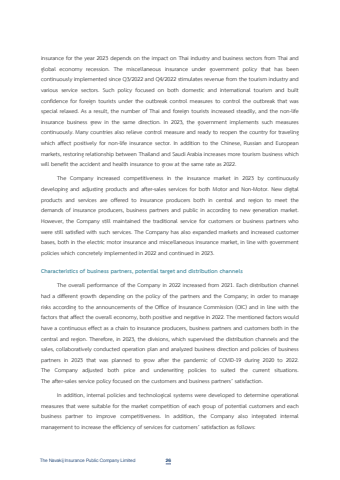 insurance for the year 2023 depends on the impact on Thai industry and business sectors from Thai and
global economy recession. The miscellaneous insurance under government policy that has been
continuously implemented since Q3/2022 and Q4/2022 stimulates revenue from the tourism industry and
various service sectors. Such policy focused on both domestic and international tourism and built
confidence for foreign tourists under the outbreak control measures to control the outbreak that was
special relaxed. As a result, the number of Thai and foreign tourists increased steadily, and the non-life
insurance business grew in the same direction. In 2023, the government implements such measures
continuously. Many countries also relieve control measure and ready to reopen the country for traveling
which affect positively for non-life insurance sector. In addition to the Chinese, Russian and European
markets, restoring relationship between Thailand and Saudi Arabia increases more tourism business which
will benefit the accident and health insurance to grow at the same rate as 2022.
The Company increased competitiveness in the insurance market in 2023 by continuously
developing and adjusting products and after-sales services for both Motor and Non-Motor. New digital
products and services are offered to insurance producers both in central and region to meet the
demands of insurance producers, business partners and public in according to new generation market.
However, the Company still maintained the traditional service for customers or business partners who
were still satisfied with such services. The Company has also expanded markets and increased customer
bases, both in the electric motor insurance and miscellaneous insurance market, in line with government
policies which concretely implemented in 2022 and continued in 2023.
Characteristics of business partners, potential target and distribution channels
The overall performance of the Company in 2022 increased from 2021. Each distribution channel
had a different growth depending on the policy of the partners and the Company; in order to manage
risks according to the announcements of the Office of Insurance Commission (OIC) and in line with the
factors that affect the overall economy, both positive and negative in 2022. The mentioned factors would
have a continuous effect as a chain to insurance producers, business partners and customers both in the
central and region. Therefore, in 2023, the divisions, which supervised the distribution channels and the
sales, collaboratively conducted operation plan and analyzed business direction and policies of business
partners in 2023 that was planned to grow after the pandemic of COVID-19 during 2020 to 2022.
The Company adjusted both price and underwriting policies to suited the current situations.
The after-sales service policy focused on the customers and business partners' satisfaction.
In addition, internal policies and technological systems were developed to determine operational
measures that were suitable for the market competition of each group of potential customers and each
business partner to improve competitiveness. In addition, the Company also integrated internal
management to increase the efficiency of services for customers' satisfaction as follows:
The Navakij Insurance Public Company Limited